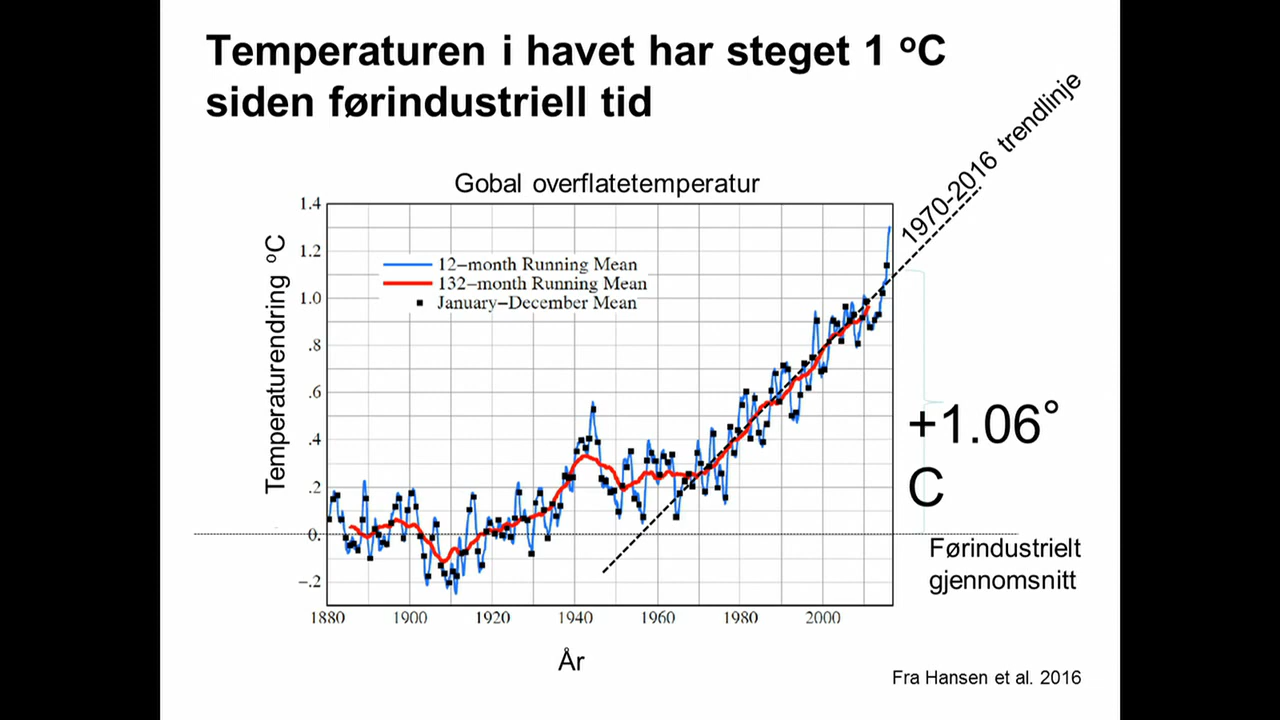 Temperaturen i havet har steget 1 ºC
siden førindustriell tid
1970-2016 trendlinje
Gobal overflatetemperatur
Temperaturendring ºC
1.4
1.2
1.0
.8
.6
.4
.2
0.
−.2
12−month Running Mean
132−month Running Mean
January−December Mean
+1.06°
C
Førindustrielt
gjennomsnitt
1880 1900 1920 1940 1960 1980 2000
År
Fra Hansen et al. 2016